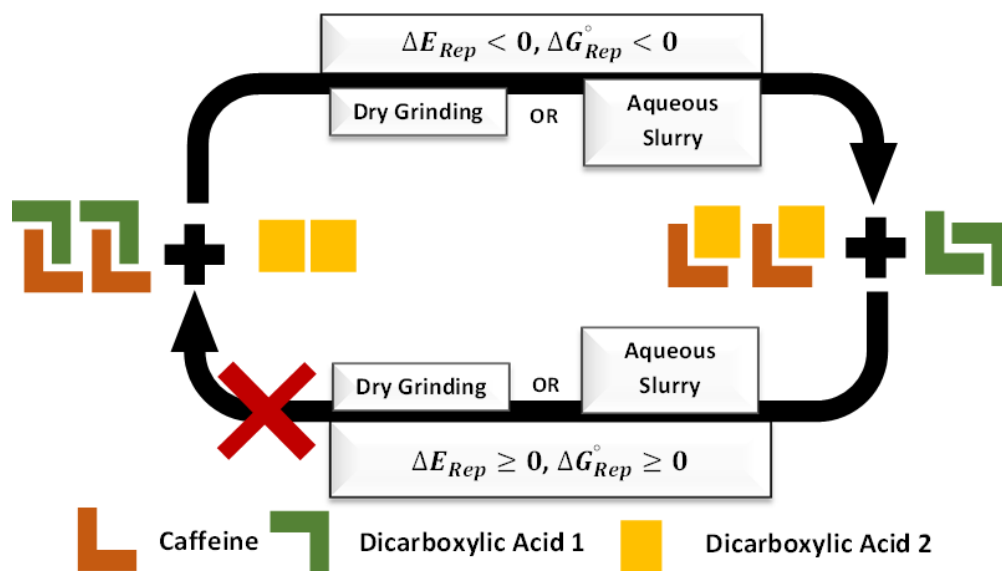 ΔE_Rep < 0, ΔG°_Rep < 0
Dry Grinding OR Aqueous Slurry
Dry Grinding OR Aqueous Slurry
ΔE_Rep ≥ 0, ΔG°_Rep ≥ 0
Caffeine Dicarboxylic Acid 1 Dicarboxylic Acid 2